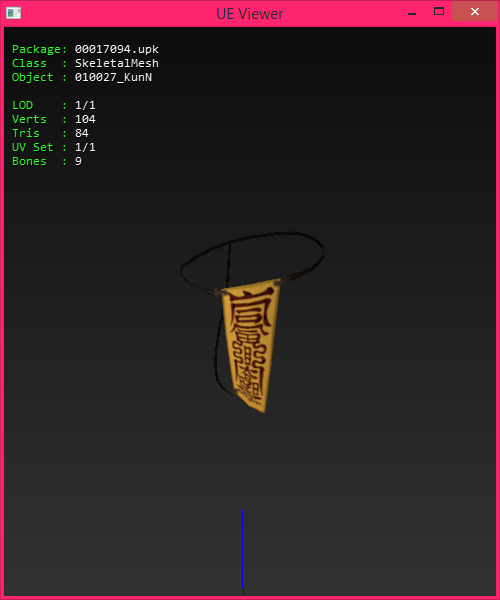 UE Viewer
Package: 00017094.upk
Class : SkeletalMesh
Object : 010027_KunN
LOD : 1/1
Verts : 104
Tris : 84
UV Set : 1/1
Bones : 9